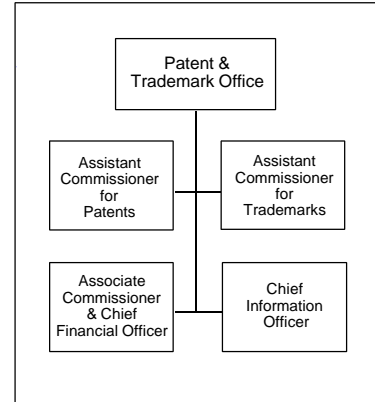 Patent &
Trademark Office
Assistant
Commissioner
for
Patents
Assistant
Commissioner
for
Trademarks
Associate
Commissioner
& Chief
Financial Officer
Chief
Information
Officer